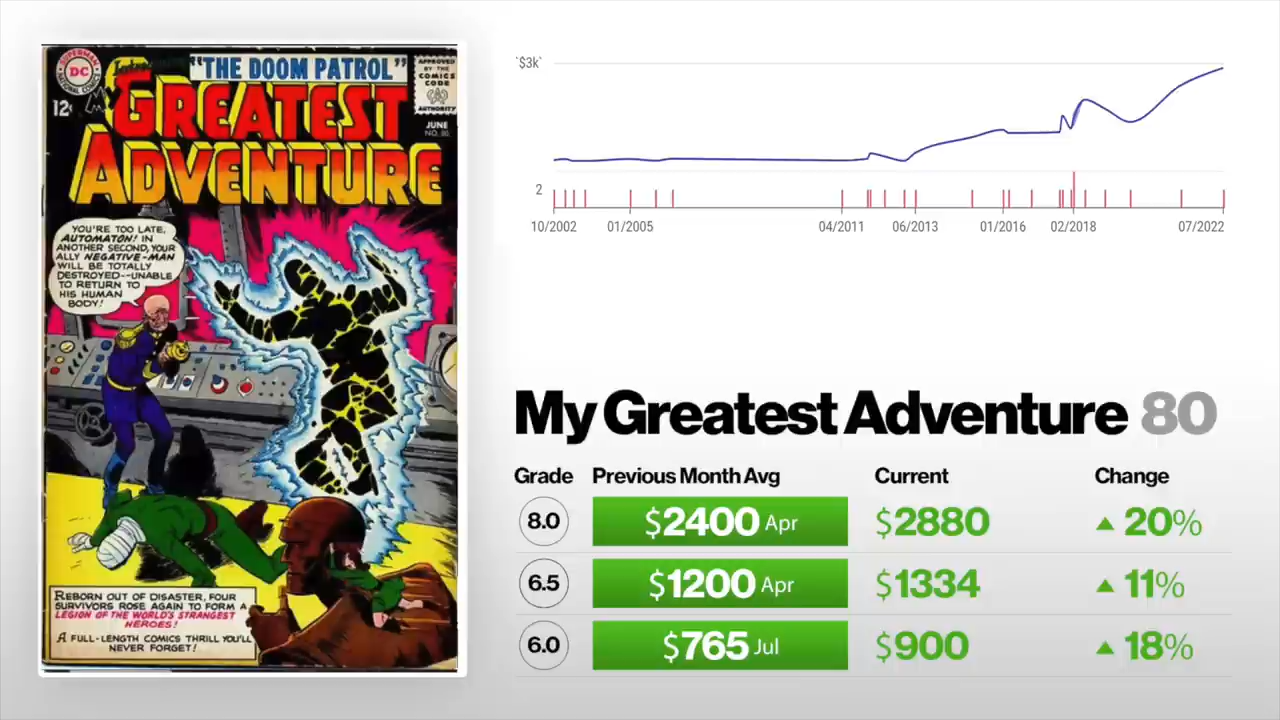 SUPERMAN
DC
NATIONAL COMICS
"THE DOOM PATROL"
APPROVED
BY THE
COMICS
CODE
AUTHORITY
12¢
GREATEST
ADVENTURE
JUNE
NO. 80
YOU'RE TOO LATE,
AUTOMATON! IN
ANOTHER SECOND, YOUR
ALLY NEGATIVE-MAN
WILL BE TOTALLY
DESTROYED--UNABLE
TO RETURN TO
HIS HUMAN
BODY!
REBORN OUT OF DISASTER, FOUR
SURVIVORS ROSE AGAIN TO FORM A
LEGION OF THE WORLD'S STRANGEST
HEROES!
A FULL-LENGTH COMICS THRILL YOU'LL
NEVER FORGET!
$3k
2
10/2002 01/2005 04/2011 06/2013 01/2016 02/2018 07/2022
My Greatest Adventure 80
Grade Previous Month Avg Current Change
8.0 $2400 Apr $2880 ▲ 20%
6.5 $1200 Apr $1334 ▲ 11%
6.0 $765 Jul $900 ▲ 18%